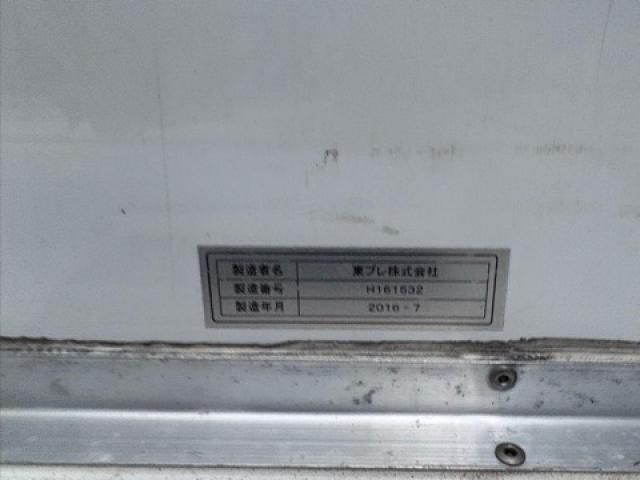 製造者名 東プレ株式会社
製造番号 H161532
製造年月 2016-7